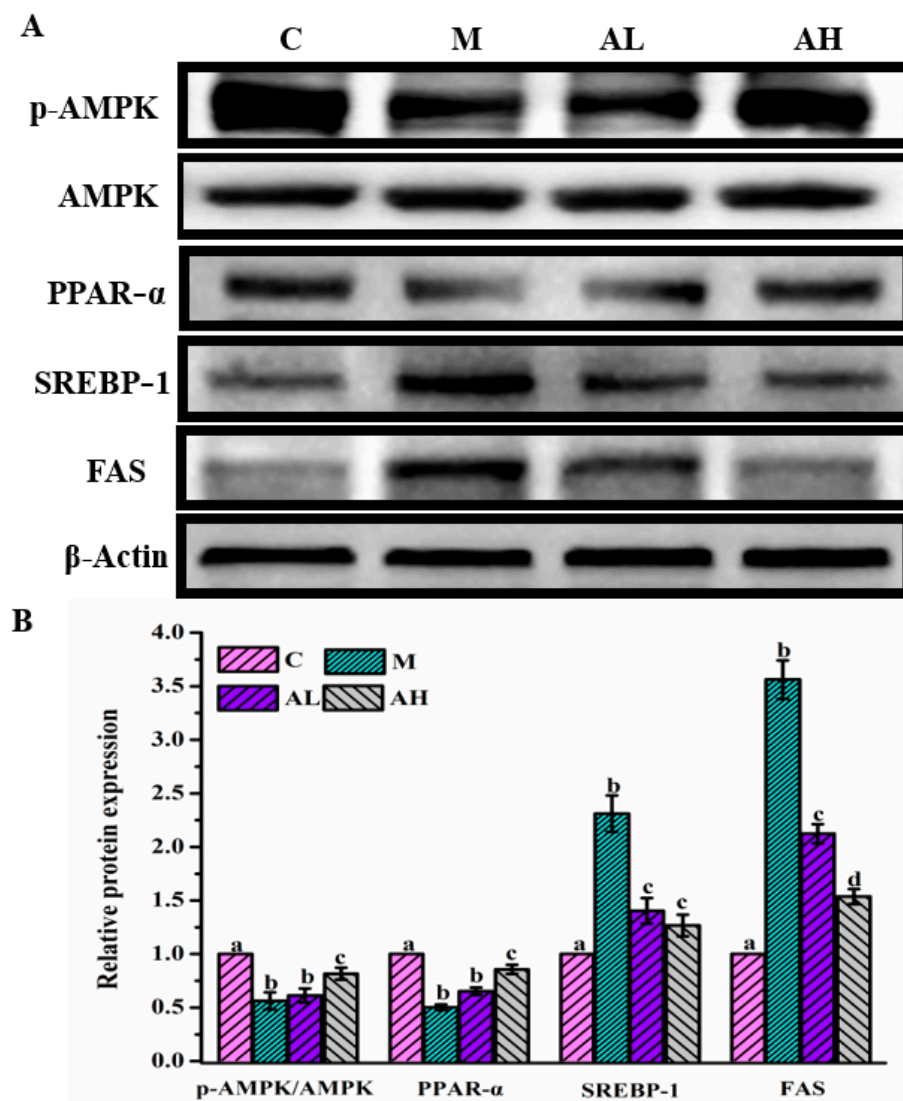 A
C M AL AH
p-AMPK
AMPK
PPAR-α
SREBP-1
FAS
β-Actin
B
4.0
3.5
3.0
2.5
2.0
1.5
1.0
0.5
0.0
Relative protein expression
C M
AL AH
a b b c
a b b c
a b c c
a b c d
p-AMPK/AMPK PPAR-α SREBP-1 FAS